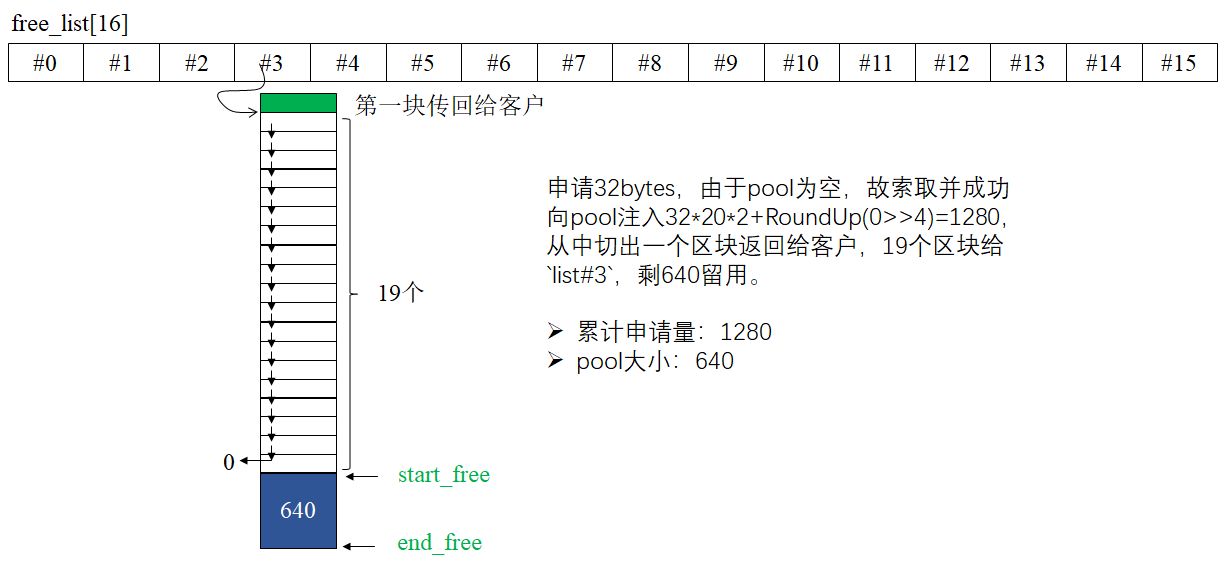 free_list[16]
#0 #1 #2 #3 #4 #5 #6 #7 #8 #9 #10 #11 #12 #13 #14 #15
第一块传回给客户
申请32bytes，由于pool为空，故索取并成功
向pool注入32*20*2+RoundUp(0>>4)=1280，
从中切出一个区块返回给客户，19个区块给
`list#3`，剩640留用。
19个
➢ 累计申请量：1280
➢ pool大小：640
0
start_free
640
end_free